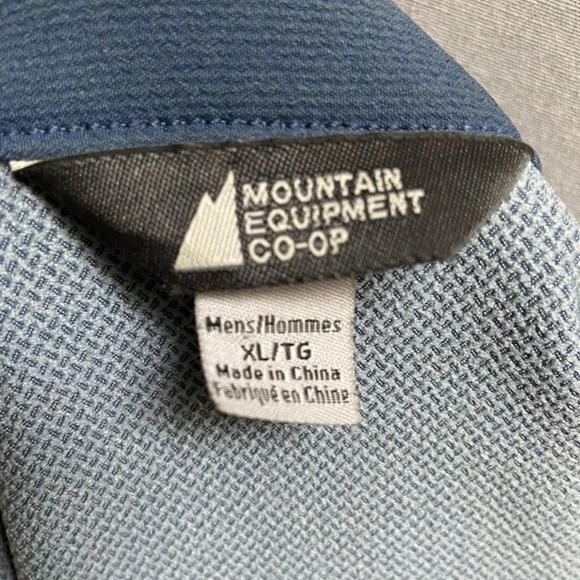 MOUNTAIN
EQUIPMENT
CO-OP
Mens/Hommes
XL/TG
Made in China
Fabriqué en Chine